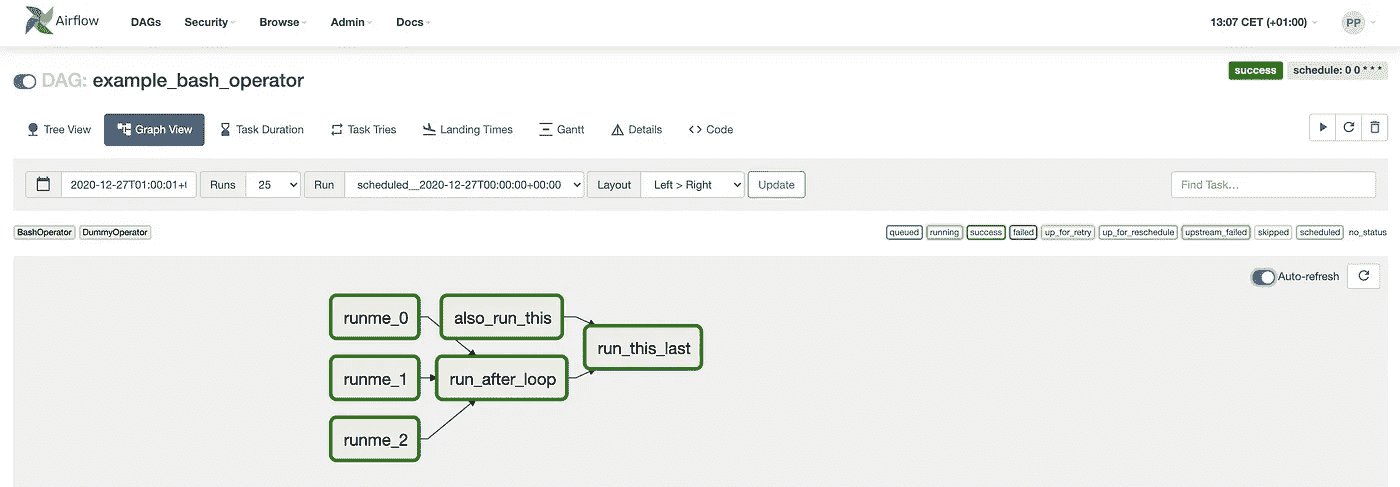 Airflow DAGs Security Browse Admin Docs 13:07 CET (+01:00) PP
DAG: example_bash_operator success schedule: 0 0 * * *
Tree View Graph View Task Duration Task Tries Landing Times Gantt Details <> Code
2020-12-27T01:00:01+ Runs 25 Run scheduled__2020-12-27T00:00:00+00:00 Layout Left > Right Update Find Task...
BashOperator DummyOperator queued running success failed up_for_retry up_for_reschedule upstream_failed skipped scheduled no_status
Auto-refresh
runme_0 also_run_this
run_this_last
runme_1 run_after_loop
runme_2